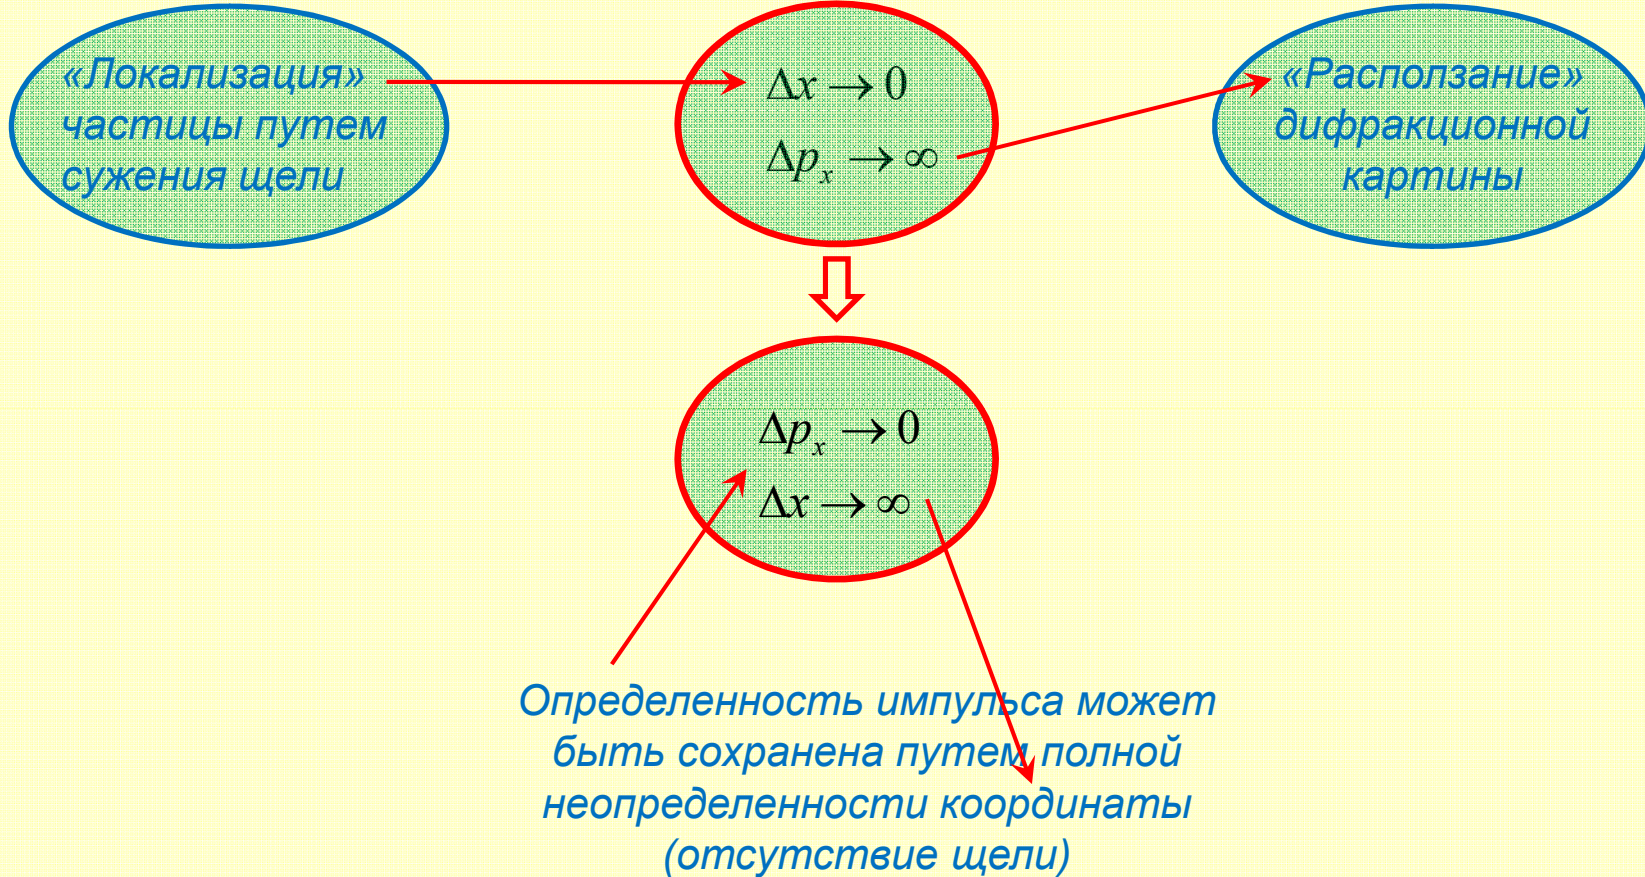 «Локализация»
частицы путем
сужения щели
Δx → 0
Δp_x → ∞
«Расползание»
дифракционной
картины
Δp_x → 0
Δx → ∞
Определенность импульса может
быть сохранена путем полной
неопределенности координаты
(отсутствие щели)